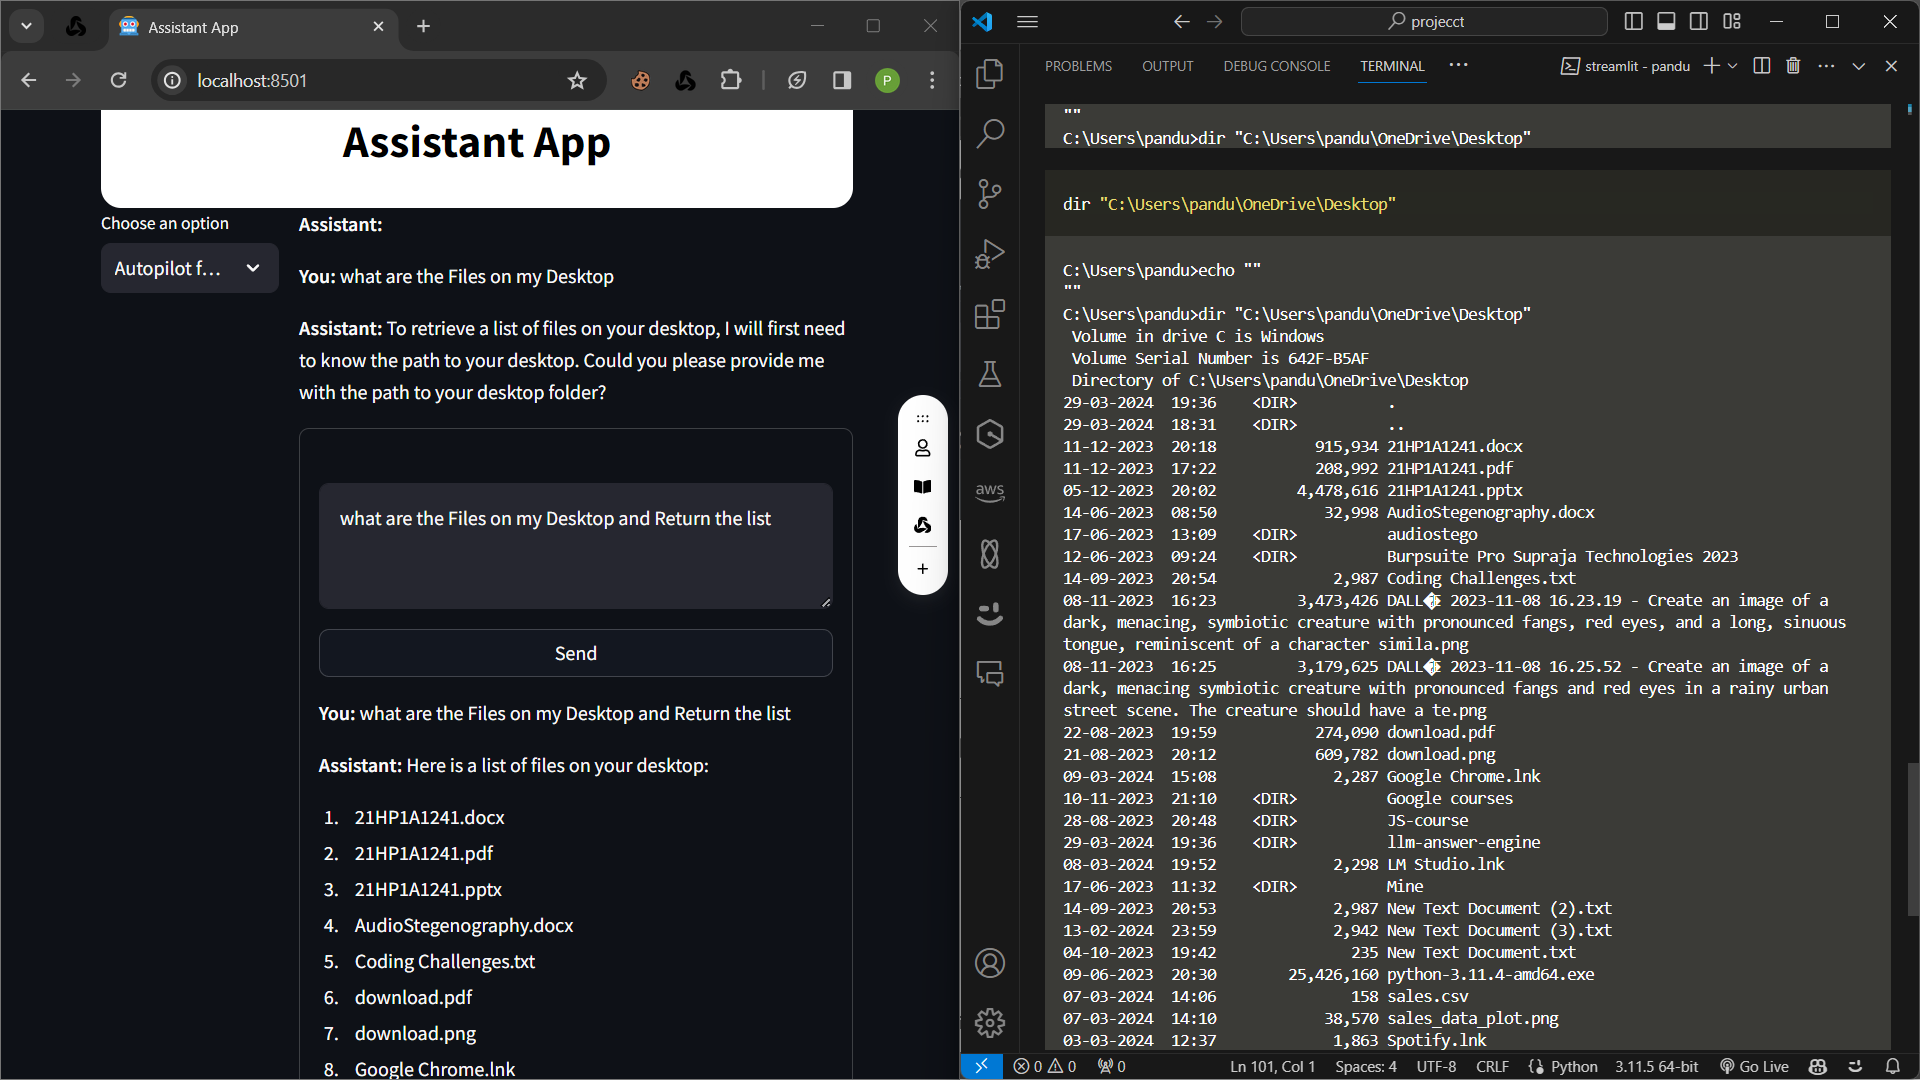 Assistant App
localhost:8501
P
Assistant App
Choose an option
Autopilot f...
Assistant:
You: what are the Files on my Desktop
Assistant: To retrieve a list of files on your desktop, I will first need
to know the path to your desktop. Could you please provide me
with the path to your desktop folder?
what are the Files on my Desktop and Return the list
Send
You: what are the Files on my Desktop and Return the list
Assistant: Here is a list of files on your desktop:
1. 21HP1A1241.docx
2. 21HP1A1241.pdf
3. 21HP1A1241.pptx
4. AudioStegenography.docx
5. Coding Challenges.txt
6. download.pdf
7. download.png
8. Google Chrome.lnk
projecct
PROBLEMS OUTPUT DEBUG CONSOLE TERMINAL ··· streamlit - pandu
aws
""
C:\Users\pandu>dir "C:\Users\pandu\OneDrive\Desktop"
dir "C:\Users\pandu\OneDrive\Desktop"
C:\Users\pandu>echo ""
""
C:\Users\pandu>dir "C:\Users\pandu\OneDrive\Desktop"
Volume in drive C is Windows
Volume Serial Number is 642F-B5AF
Directory of C:\Users\pandu\OneDrive\Desktop
29-03-2024 19:36 <DIR> .
29-03-2024 18:31 <DIR> ..
11-12-2023 20:18 915,934 21HP1A1241.docx
11-12-2023 17:22 208,992 21HP1A1241.pdf
05-12-2023 20:02 4,478,616 21HP1A1241.pptx
14-06-2023 08:50 32,998 AudioStegenography.docx
17-06-2023 13:09 <DIR> audiostego
12-06-2023 09:24 <DIR> Burpsuite Pro Supraja Technologies 2023
14-09-2023 20:54 2,987 Coding Challenges.txt
08-11-2023 16:23 3,473,426 DALL�E 2023-11-08 16.23.19 - Create an image of a
dark, menacing, symbiotic creature with pronounced fangs, red eyes, and a long, sinuous
tongue, reminiscent of a character simila.png
08-11-2023 16:25 3,179,625 DALL�E 2023-11-08 16.25.52 - Create an image of a
dark, menacing symbiotic creature with pronounced fangs and red eyes in a rainy urban
street scene. The creature should have a te.png
22-08-2023 19:59 274,090 download.pdf
21-08-2023 20:12 609,782 download.png
09-03-2024 15:08 2,287 Google Chrome.lnk
10-11-2023 21:10 <DIR> Google courses
28-08-2023 20:48 <DIR> JS-course
29-03-2024 19:36 <DIR> llm-answer-engine
08-03-2024 19:52 2,298 LM Studio.lnk
17-06-2023 11:32 <DIR> Mine
14-09-2023 20:53 2,987 New Text Document (2).txt
13-02-2024 23:59 2,942 New Text Document (3).txt
04-10-2023 19:42 235 New Text Document.txt
09-06-2023 20:30 25,426,160 python-3.11.4-amd64.exe
07-03-2024 14:06 158 sales.csv
07-03-2024 14:10 38,570 sales_data_plot.png
03-03-2024 12:37 1,863 Spotify.lnk
0 0 0 Ln 101, Col 1 Spaces: 4 UTF-8 CRLF Python 3.11.5 64-bit Go Live